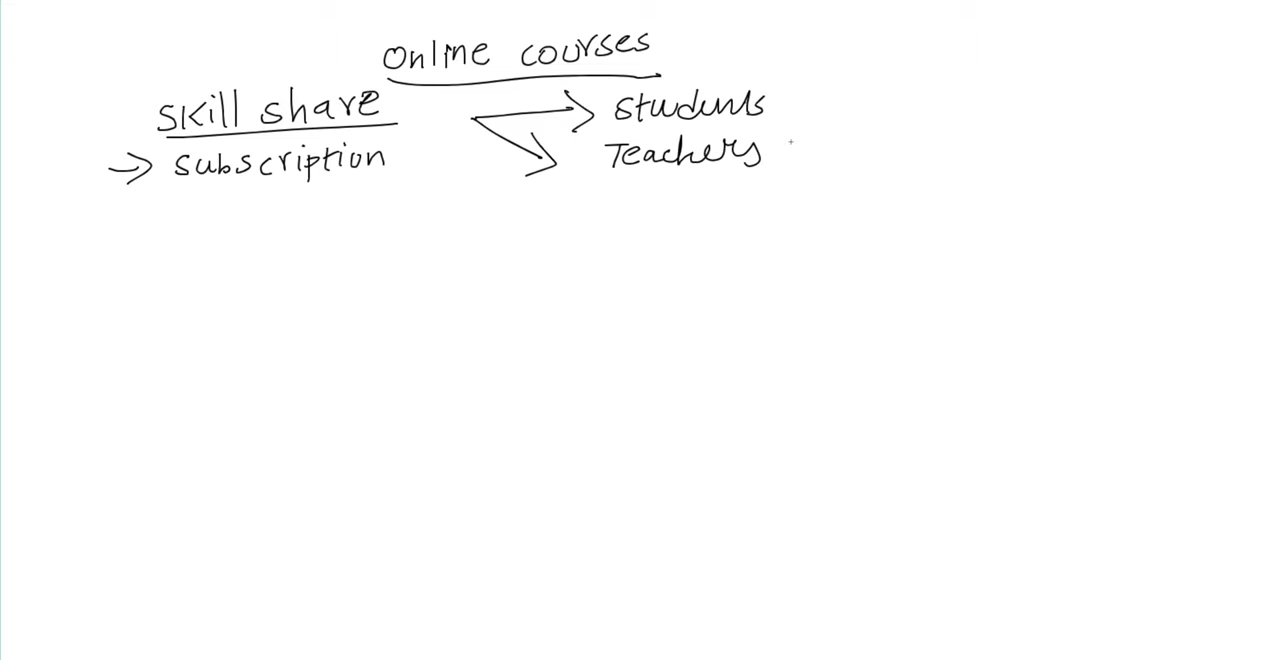 Online courses
Skill share
→ subscription
students
Teachers